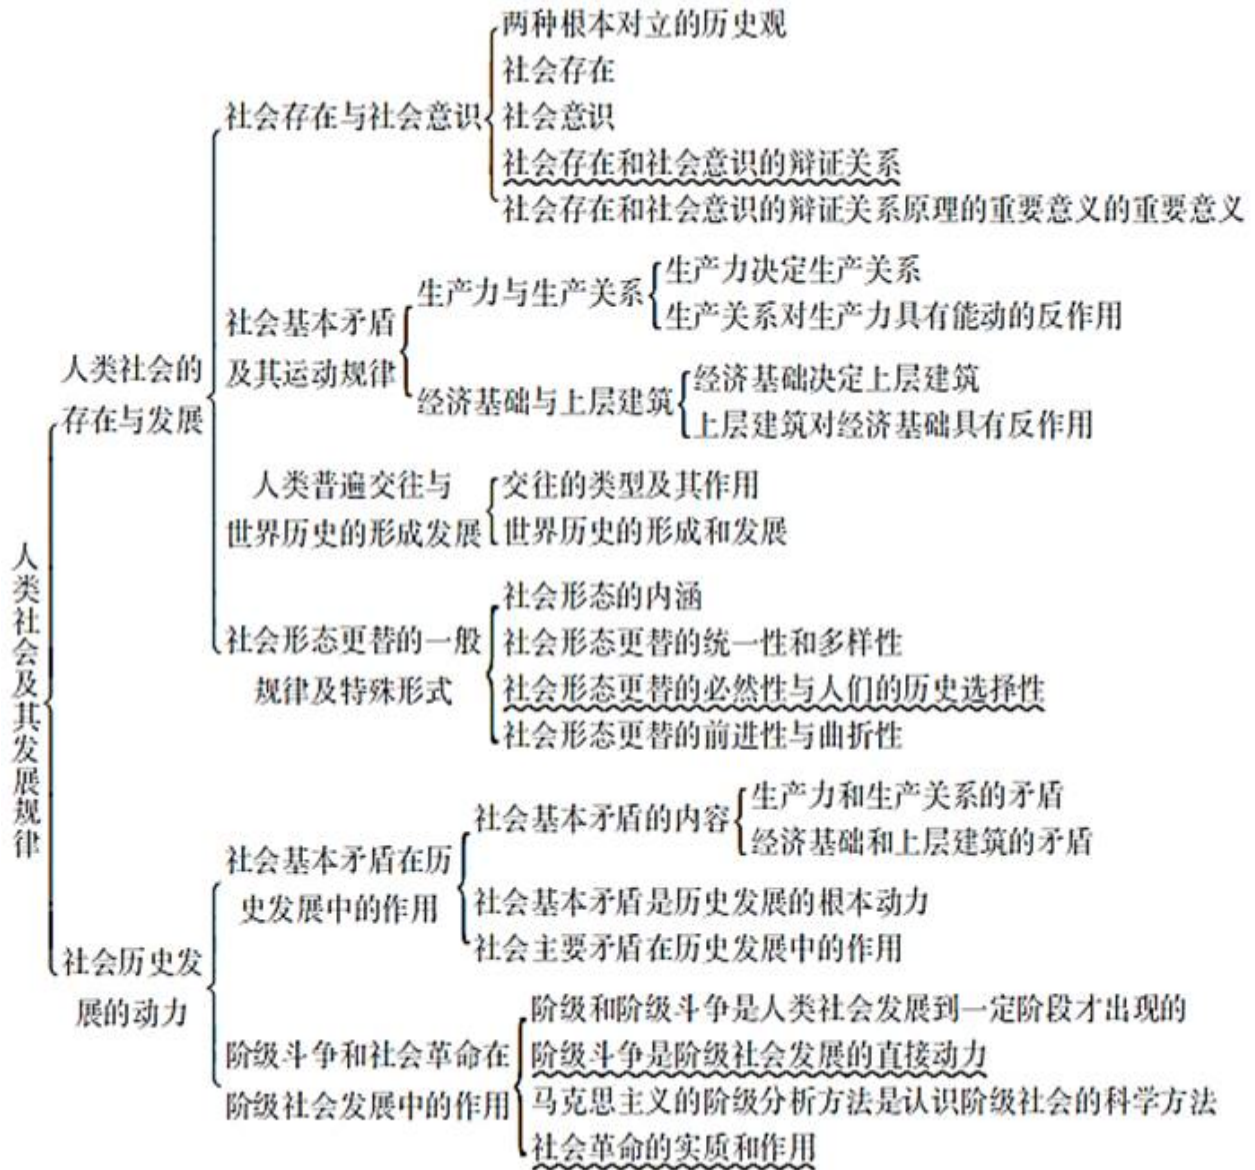 人类社会及其发展规律
人类社会的
存在与发展
社会存在与社会意识
两种根本对立的历史观
社会存在
社会意识
社会存在和社会意识的辩证关系
社会存在和社会意识的辩证关系原理的重要意义的重要意义
社会基本矛盾
及其运动规律
生产力与生产关系
生产力决定生产关系
生产关系对生产力具有能动的反作用
经济基础与上层建筑
经济基础决定上层建筑
上层建筑对经济基础具有反作用
人类普遍交往与
世界历史的形成发展
交往的类型及其作用
世界历史的形成和发展
社会形态更替的一般
规律及特殊形式
社会形态的内涵
社会形态更替的统一性和多样性
社会形态更替的必然性与人们的历史选择性
社会形态更替的前进性与曲折性
社会历史发
展的动力
社会基本矛盾在历
史发展中的作用
社会基本矛盾的内容
生产力和生产关系的矛盾
经济基础和上层建筑的矛盾
社会基本矛盾是历史发展的根本动力
社会主要矛盾在历史发展中的作用
阶级斗争和社会革命在
阶级社会发展中的作用
阶级和阶级斗争是人类社会发展到一定阶段才出现的
阶级斗争是阶级社会发展的直接动力
马克思主义的阶级分析方法是认识阶级社会的科学方法
社会革命的实质和作用